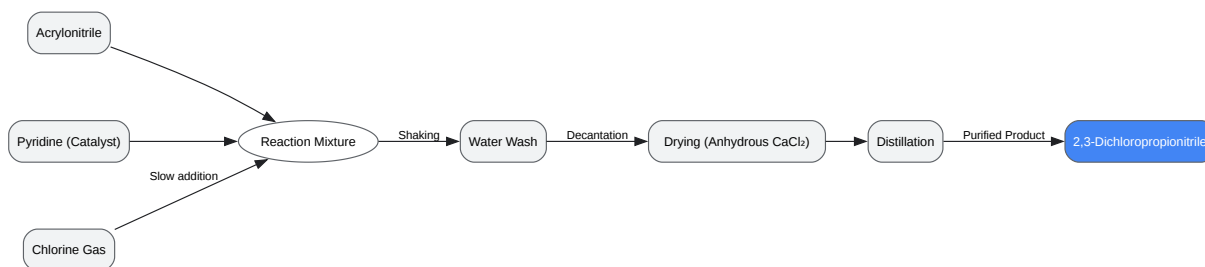 Acrylonitrile
Pyridine (Catalyst)
Reaction Mixture
Shaking
Water Wash
Decantation
Drying (Anhydrous CaCl₂)
Distillation
Purified Product
2,3-Dichloropropionitrile
Slow addition
Chlorine Gas